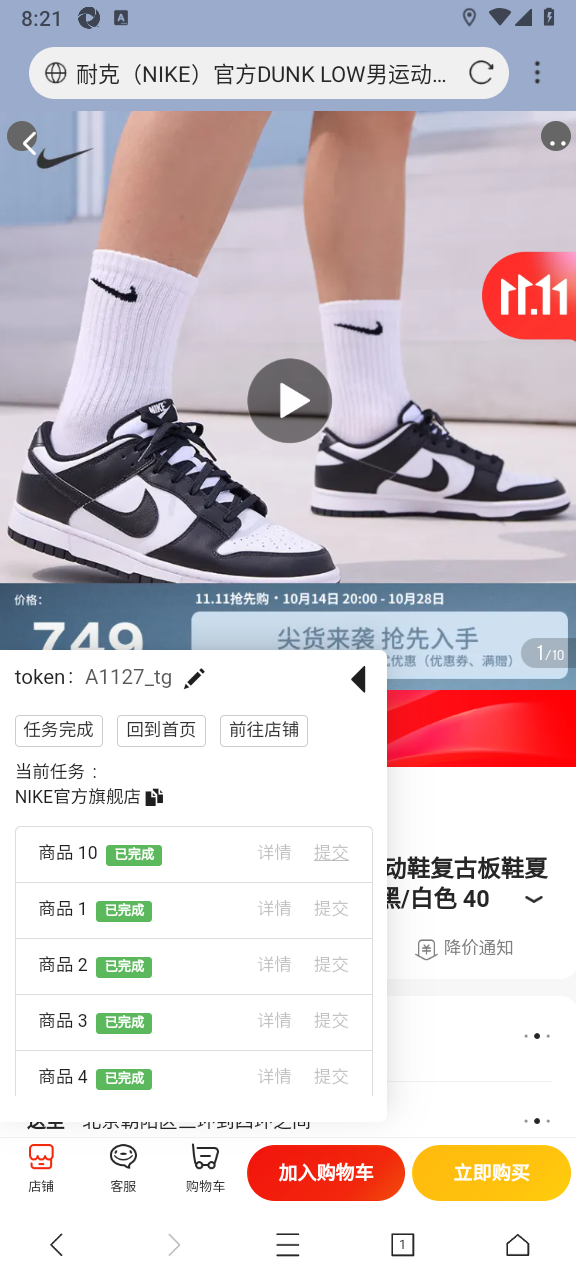 8:21
耐克（NIKE）官方DUNK LOW男运动...
11.11
NIKE
价格：
11.11抢先购·10月14日 20:00 - 10月28日
749
尖货来袭 抢先入手
优惠（优惠券、满赠）
1/10
token： A1127_tg
任务完成
回到首页
前往店铺
当前任务：
NIKE官方旗舰店
商品 10 已完成 详情 提交
动鞋复古板鞋夏
黑/白色 40
商品 1 已完成 详情 提交
降价通知
商品 2 已完成 详情 提交
商品 3 已完成 详情 提交
商品 4 已完成 详情 提交
北京朝阳区三环到四环之间
店铺
客服
购物车
加入购物车
立即购买
1